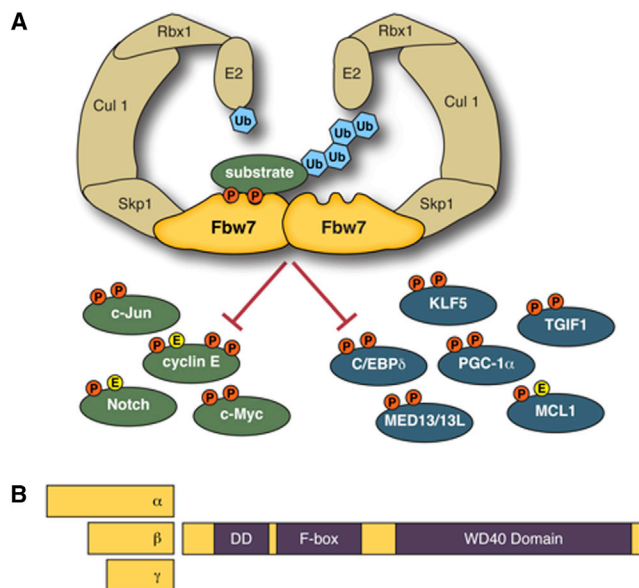 A
Rbx1
Rbx1
E2
E2
Cul 1
Cul 1
Ub
Ub
Ub
Ub
Ub
substrate
P P
Skp1
Skp1
Fbw7
Fbw7
P P
c-Jun
P E P P
cyclin E
P E
Notch
P P
c-Myc
P P
KLF5
P P
TGIF1
P P
C/EBPδ
P P
PGC-1α
P P
MED13/13L
P E
MCL1
B
α
β
DD
F-box
WD40 Domain
γ